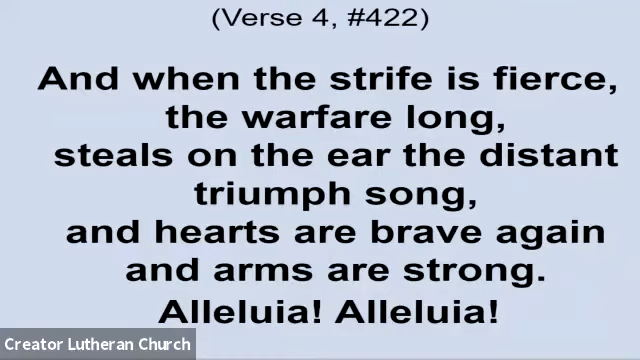 (Verse 4, #422)
And when the strife is fierce,
the warfare long,
steals on the ear the distant
triumph song,
and hearts are brave again
and arms are strong.
Alleluia! Alleluia!
Creator Lutheran Church